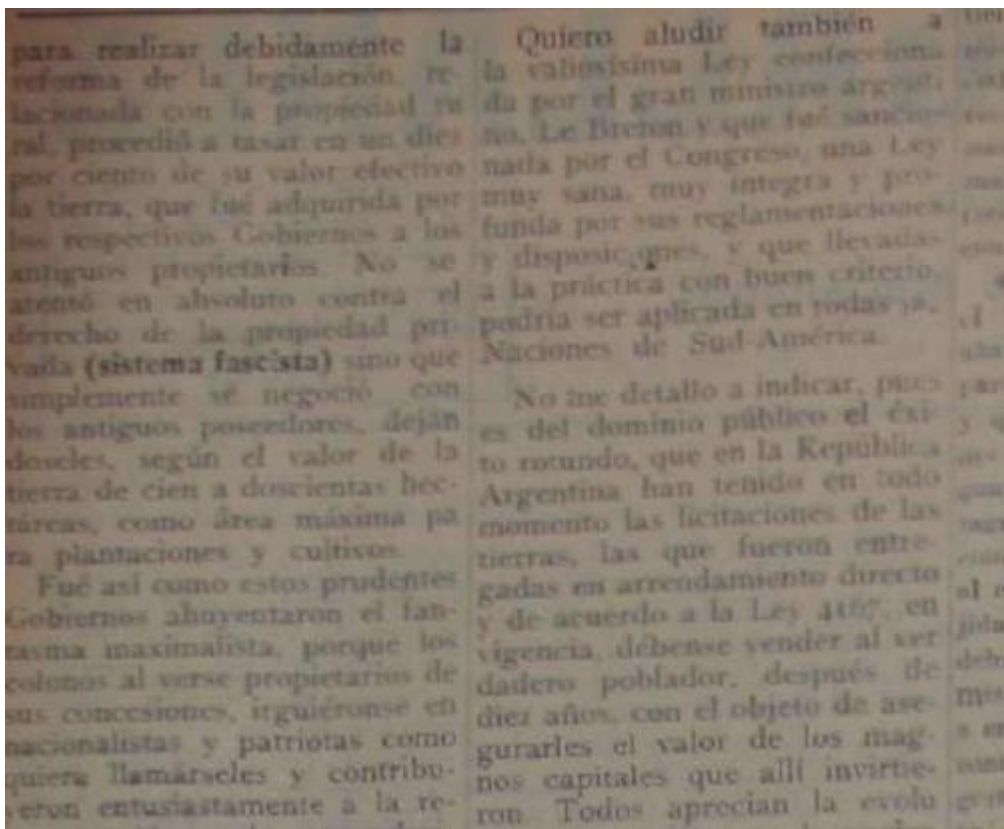 para realizar debidamente la
reforma de la legislación, re-
lacionada con la propiedad ru
ral, procedió a tasar en un diez
por ciento de su valor efectivo
la tierra, que fué adquirida por
los respectivos Gobiernos a los
antiguos propietarios. No se
atentó en absoluto contra el
derecho de la propiedad pri-
vada (sistema fascista) sino que
simplemente se negoció con
los antiguos poseedores, dejan
doseles, según el valor de la
tierra de cien a doscientas hec-
táreas, como área máxima pa
ra plantaciones y cultivos.
Fué así como estos prudentes
Gobiernos ahuyentaron el fan-
tasma maximalista, porque los
colonos al verse propietarios de
sus concesiones, irguiéronse en
nacionalistas y patriotas como
quiera llamárseles y contribu-
yeron entusiastamente a la re-
Quiero aludir también a
la valiosísima Ley confecciona
da por el gran ministro argenti
no, Le Breton y que fué sancio-
nada por el Congreso, una Ley
muy sana, muy íntegra y pro-
funda por sus reglamentaciones
y disposiciones, y que llevadas
a la práctica con buen criterio,
podría ser aplicada en todas
Naciones de Sud-América.
No me detallo a indicar, pues
es del dominio público el éxi-
to rotundo, que en la República
Argentina han tenido en todo
momento las licitaciones de las
tierras, las que fueron entre-
gadas en arrendamiento directo
y de acuerdo a la Ley 4167, en
vigencia, débense vender al ver
dadero poblador, después de
diez años, con el objeto de ase-
gurarles el valor de los mag-
nos capitales que allí invirtie-
ron. Todos aprecian la evolu